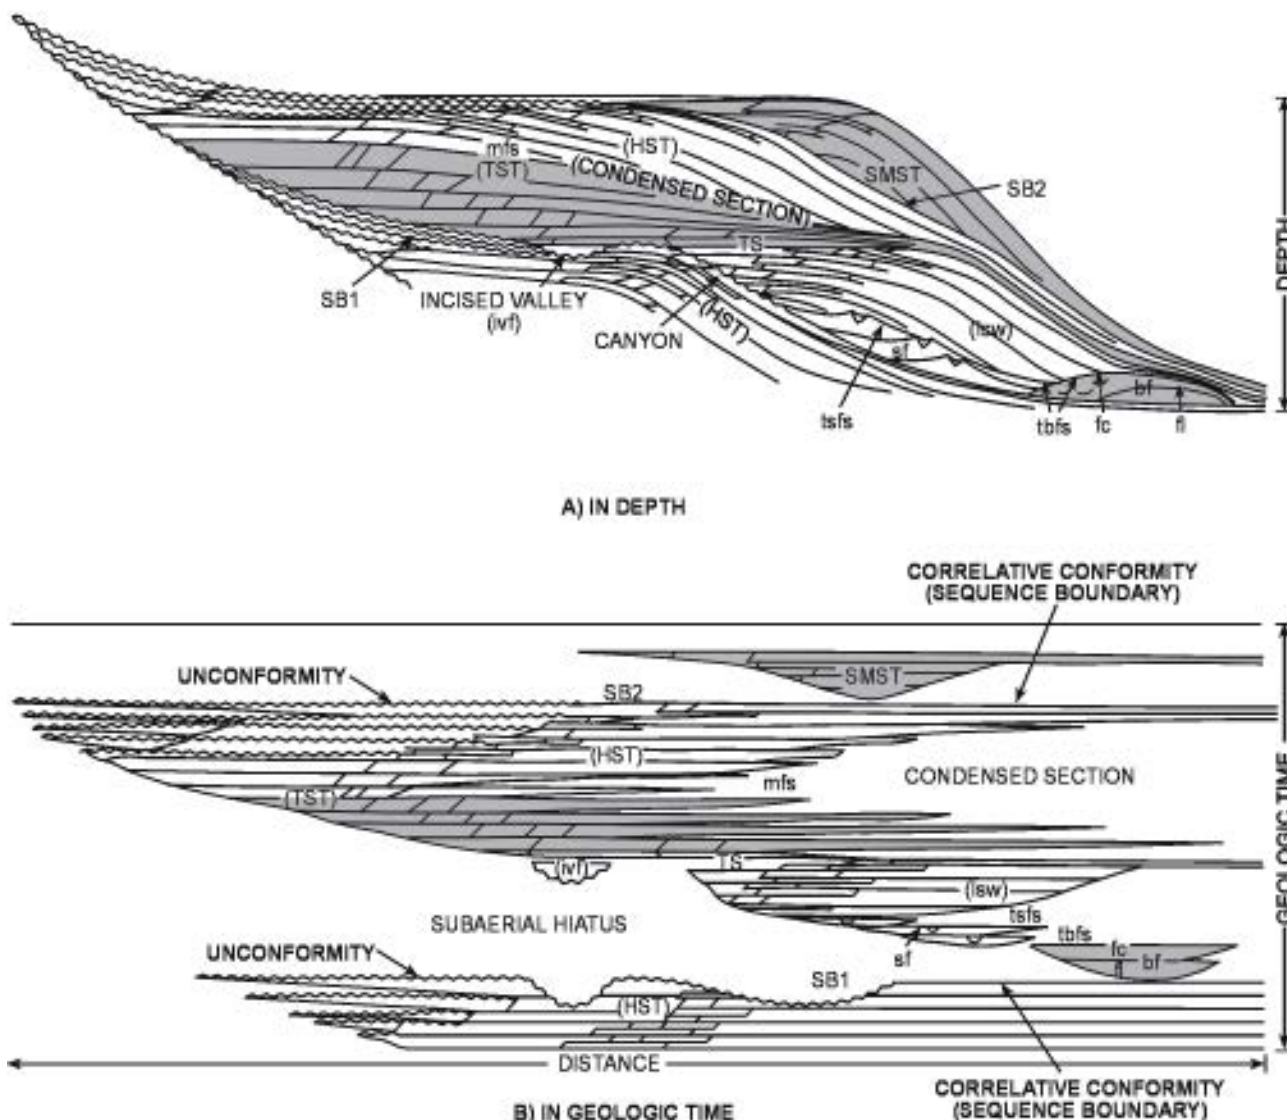 mfs
(HST)
(TST)
(CONDENSED SECTION)
SMST
SB2
TS
SB1
INCISED VALLEY
(ivf)
CANYON
(HST)
(lsw)
sf
tsfs
bf
tbfs
fc
fl
DEPTH
A) IN DEPTH
CORRELATIVE CONFORMITY
(SEQUENCE BOUNDARY)
UNCONFORMITY
SMST
SB2
(HST)
mfs
CONDENSED SECTION
(TST)
TS
(ivf)
(lsw)
SUBAERIAL HIATUS
tsfs
sf
tbfs
fc
fl
bf
UNCONFORMITY
SB1
(HST)
GEOLOGIC TIME
DISTANCE
CORRELATIVE CONFORMITY
(SEQUENCE BOUNDARY)
B) IN GEOLOGIC TIME